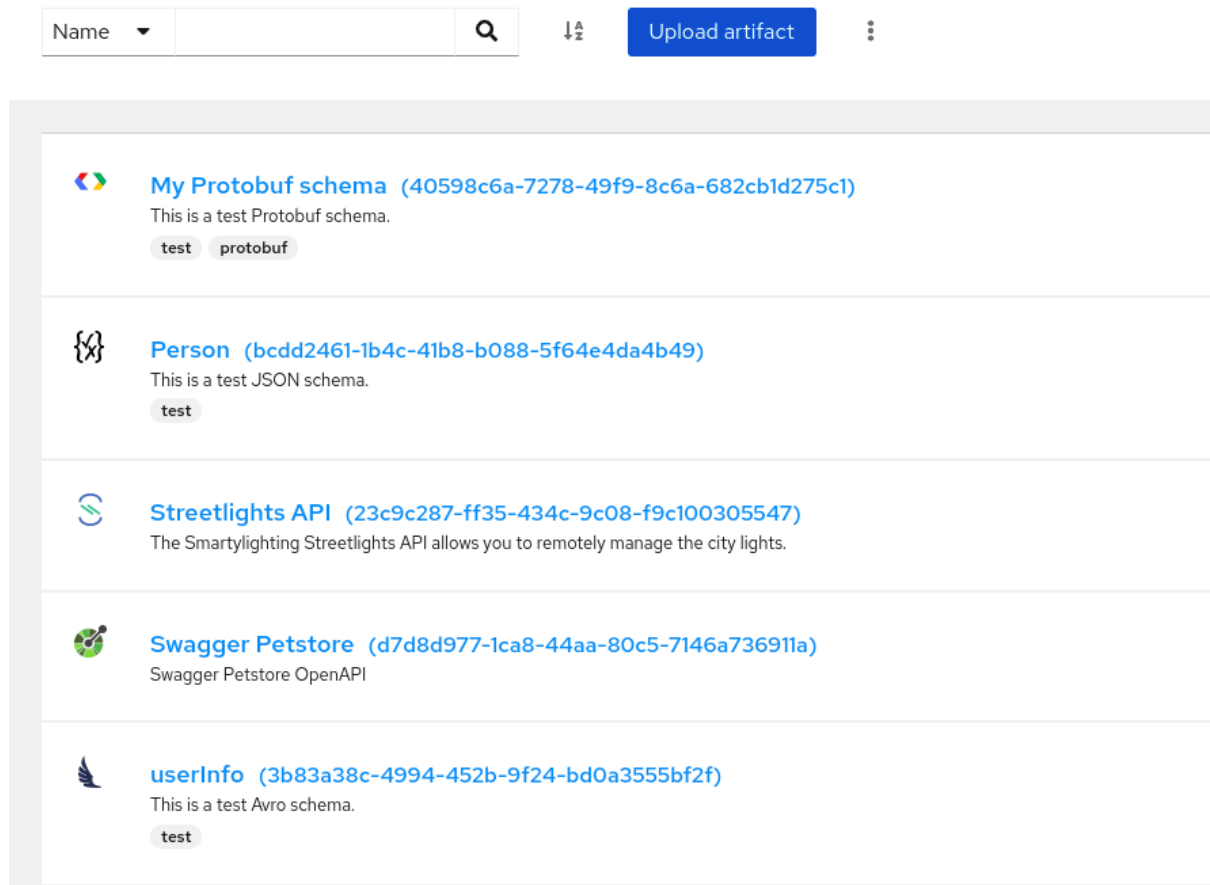 Name
Upload artifact
My Protobuf schema (40598c6a-7278-49f9-8c6a-682cb1d275c1)
This is a test Protobuf schema.
test protobuf
Person (bcdd2461-1b4c-41b8-b088-5f64e4da4b49)
This is a test JSON schema.
test
Streetlights API (23c9c287-ff35-434c-9c08-f9c100305547)
The Smartylighting Streetlights API allows you to remotely manage the city lights.
Swagger Petstore (d7d8d977-1ca8-44aa-80c5-7146a736911a)
Swagger Petstore OpenAPI
userInfo (3b83a38c-4994-452b-9f24-bd0a3555bf2f)
This is a test Avro schema.
test